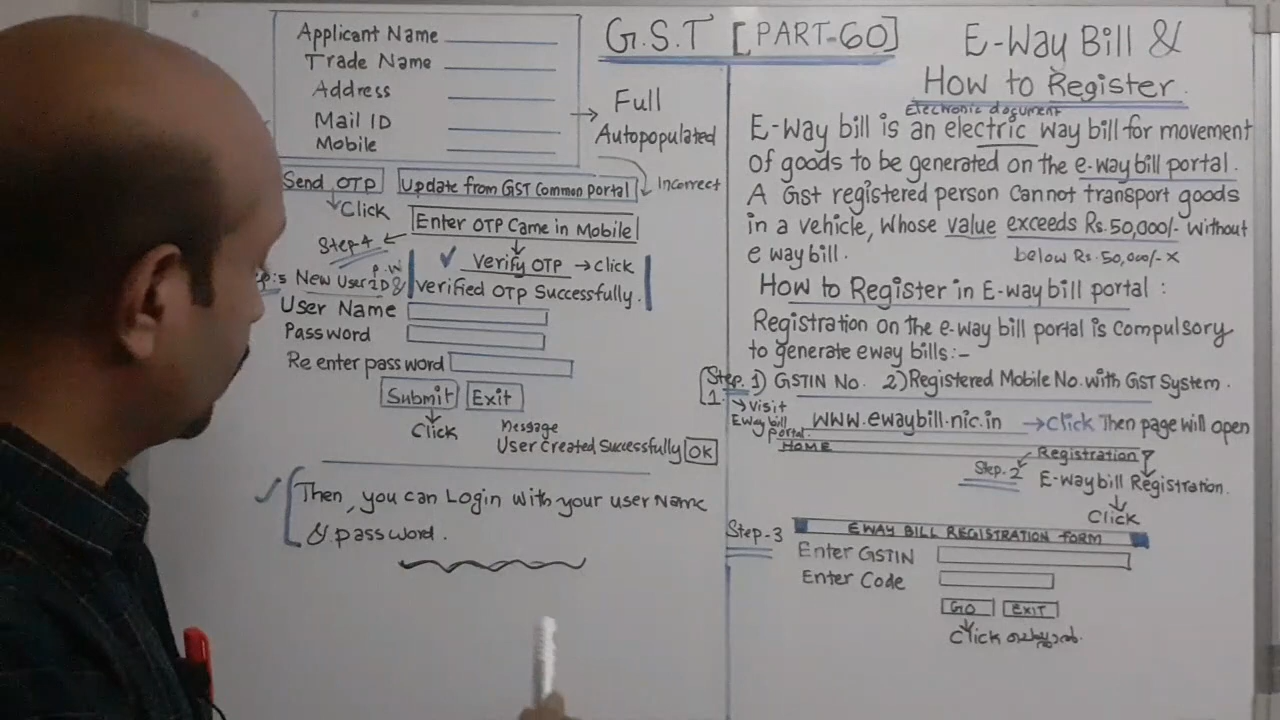 G.S.T [PART-60]
E-Way Bill &
How to Register
Electronic document
E-Way bill is an electric way bill for movement
of goods to be generated on the e-way bill portal.
A Gst registered person cannot transport goods
in a vehicle, whose value exceeds Rs.50,000/- without
e way bill.
below Rs.50,000/- x
How to Register in E-way bill portal :
Registration on the e-way bill portal is compulsory
to generate eway bills:-
Step. 1) GSTIN No. 2) Registered Mobile No. with GST System.
1. → Visit
Eway bill portal
www.ewaybill.nic.in → Click Then page will open
HOME
Registration
Step. 2
E-way bill Registration.
Click
Step-3
EWAY BILL REGISTRATION FORM
Enter GSTIN
Enter Code
GO EXIT
Click
Applicant Name
Trade Name
Address
Mail ID
Mobile
→ Full
Autopopulated
Send OTP Update from GST Common Portal
Incorrect
Click
Enter OTP Came in Mobile
Step 4
✓ Verify OTP → click
Verified OTP Successfully.
p:5 New User ID & P.W
User Name
Password
Re enter password
Submit Exit
Click
Message
User Created Successfully OK
✓ Then, you can Login with your user Name
& password.